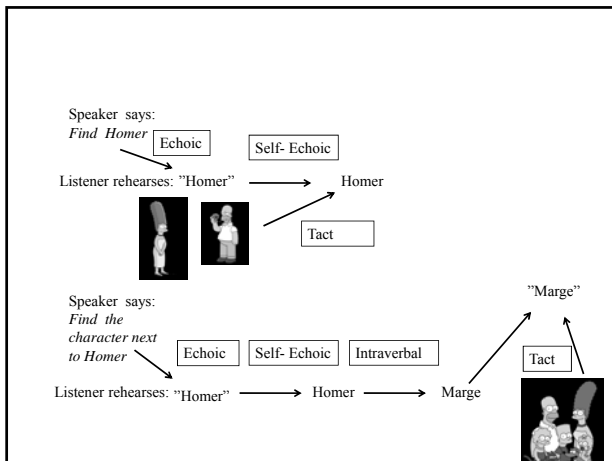 Speaker says:
Find Homer
Echoic
Self- Echoic
Listener rehearses: ”Homer”
Homer
Tact
”Marge”
Speaker says:
Find the
character next
to Homer
Echoic
Self- Echoic
Intraverbal
Tact
Listener rehearses: ”Homer”
Homer
Marge